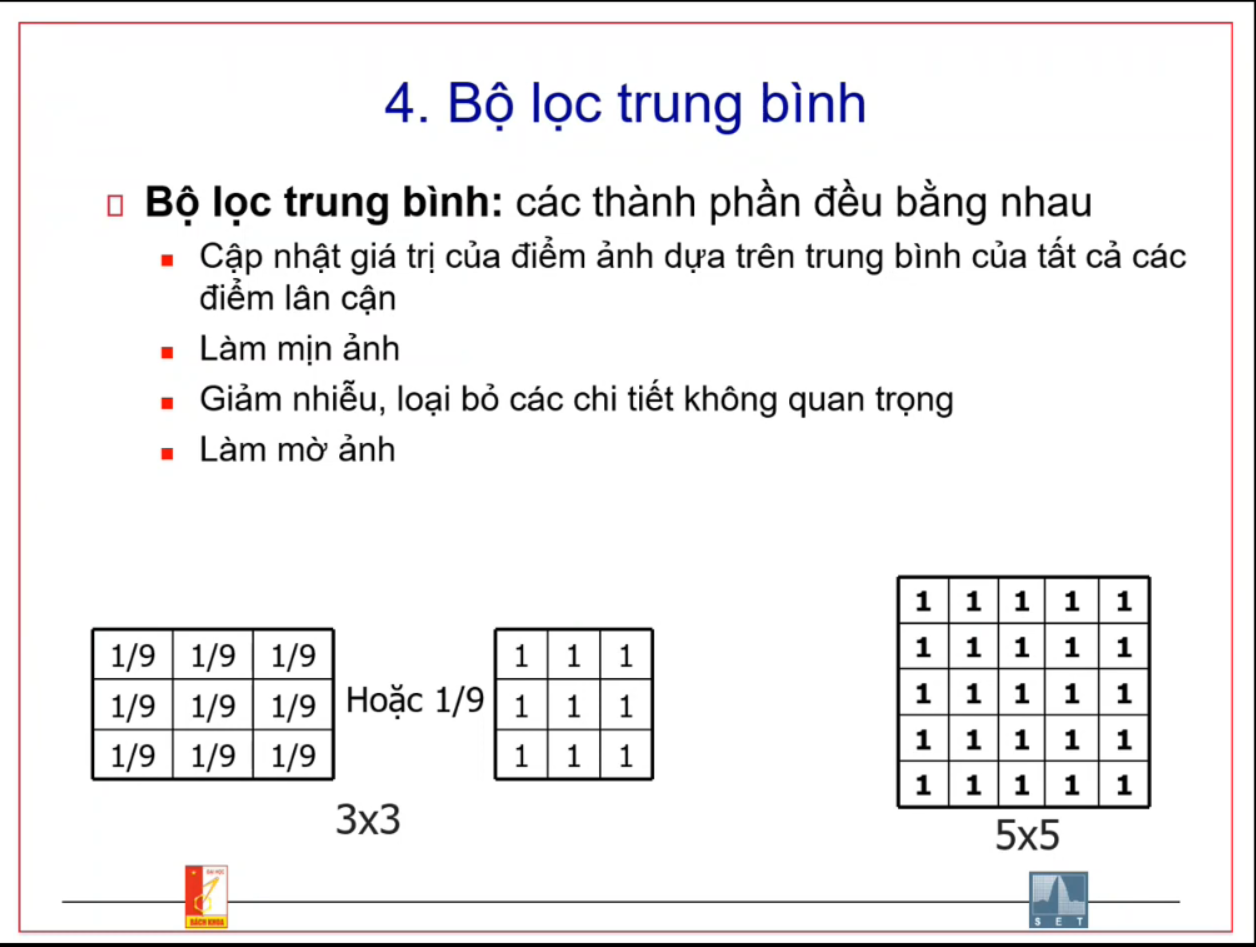 4. Bộ lọc trung bình
Bộ lọc trung bình: các thành phần đều bằng nhau
Cập nhật giá trị của điểm ảnh dựa trên trung bình của tất cả các
điểm lân cận
Làm mịn ảnh
Giảm nhiễu, loại bỏ các chi tiết không quan trọng
Làm mờ ảnh
1/9 1/9 1/9
1/9 1/9 1/9
1/9 1/9 1/9
Hoặc 1/9
1 1 1
1 1 1
1 1 1
3x3
1 1 1 1 1
1 1 1 1 1
1 1 1 1 1
1 1 1 1 1
1 1 1 1 1
5x5
ĐẠI HỌC
BÁCH KHOA
S E T